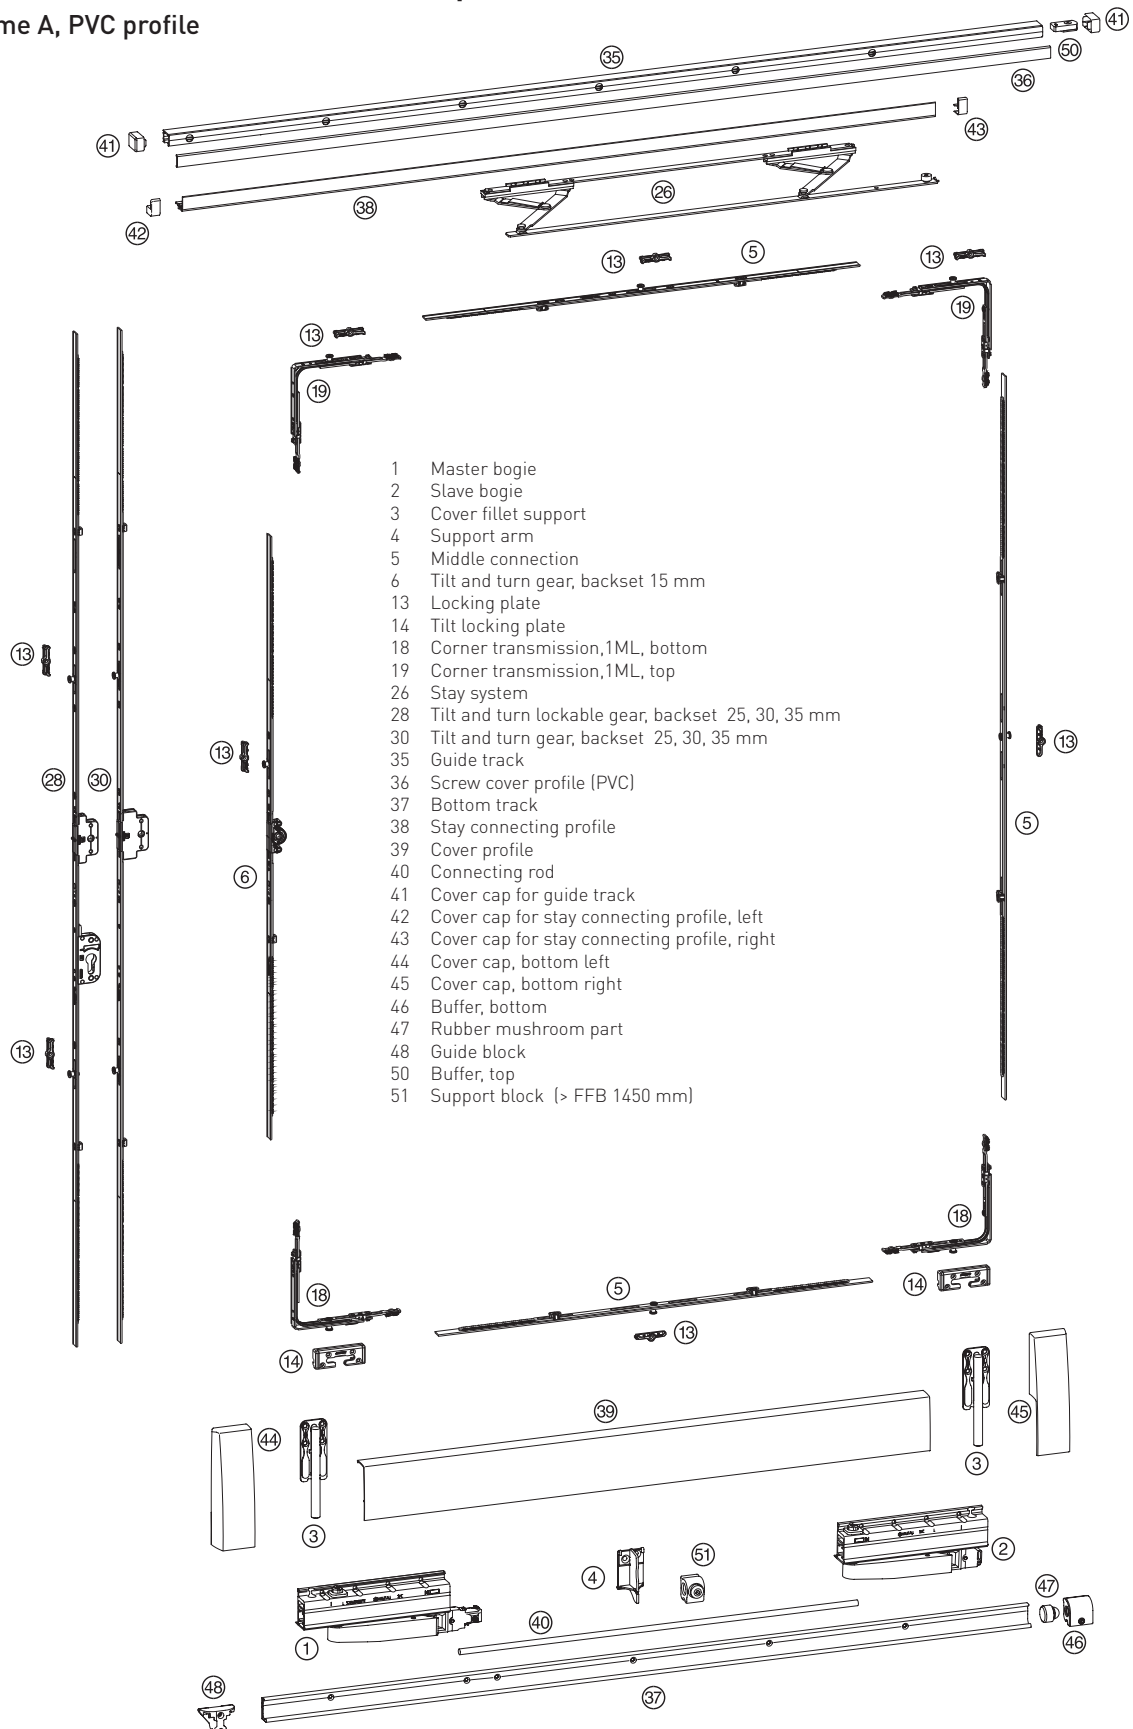 me A, PVC profile
41
50
35
36
43
41
26
38
42
5
13
13
19
13
19
1 Master bogie
2 Slave bogie
3 Cover fillet support
4 Support arm
5 Middle connection
6 Tilt and turn gear, backset 15 mm
13 Locking plate
14 Tilt locking plate
18 Corner transmission,1ML, bottom
19 Corner transmission,1ML, top
26 Stay system
28 Tilt and turn lockable gear, backset 25, 30, 35 mm
30 Tilt and turn gear, backset 25, 30, 35 mm
35 Guide track
36 Screw cover profile (PVC)
37 Bottom track
38 Stay connecting profile
39 Cover profile
40 Connecting rod
41 Cover cap for guide track
42 Cover cap for stay connecting profile, left
43 Cover cap for stay connecting profile, right
44 Cover cap, bottom left
45 Cover cap, bottom right
46 Buffer, bottom
47 Rubber mushroom part
48 Guide block
50 Buffer, top
51 Support block (> FFB 1450 mm)
13
13
13
28
30
5
6
13
18
18
5
14
13
14
39
45
44
3
3
2
51
4
47
40
46
1
48
37